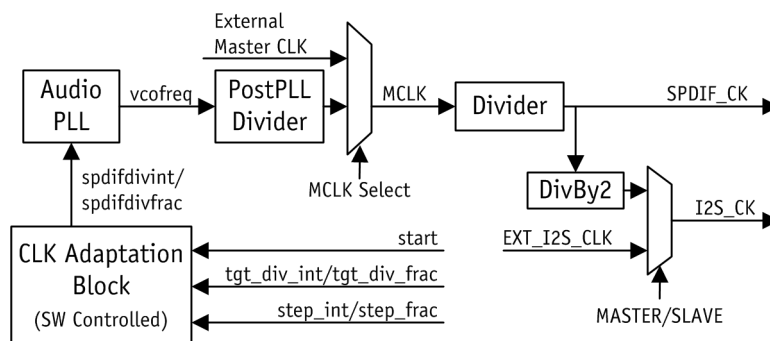 External
Master CLK
Audio
PLL
vcofreq
PostPLL
Divider
MCLK
Divider
SPDIF_CK
spdifdivint/
spdifdivfrac
MCLK Select
DivBy2
I2S_CK
CLK Adaptation
Block
(SW Controlled)
start
EXT_I2S_CLK
tgt_div_int/tgt_div_frac
step_int/step_frac
MASTER/SLAVE